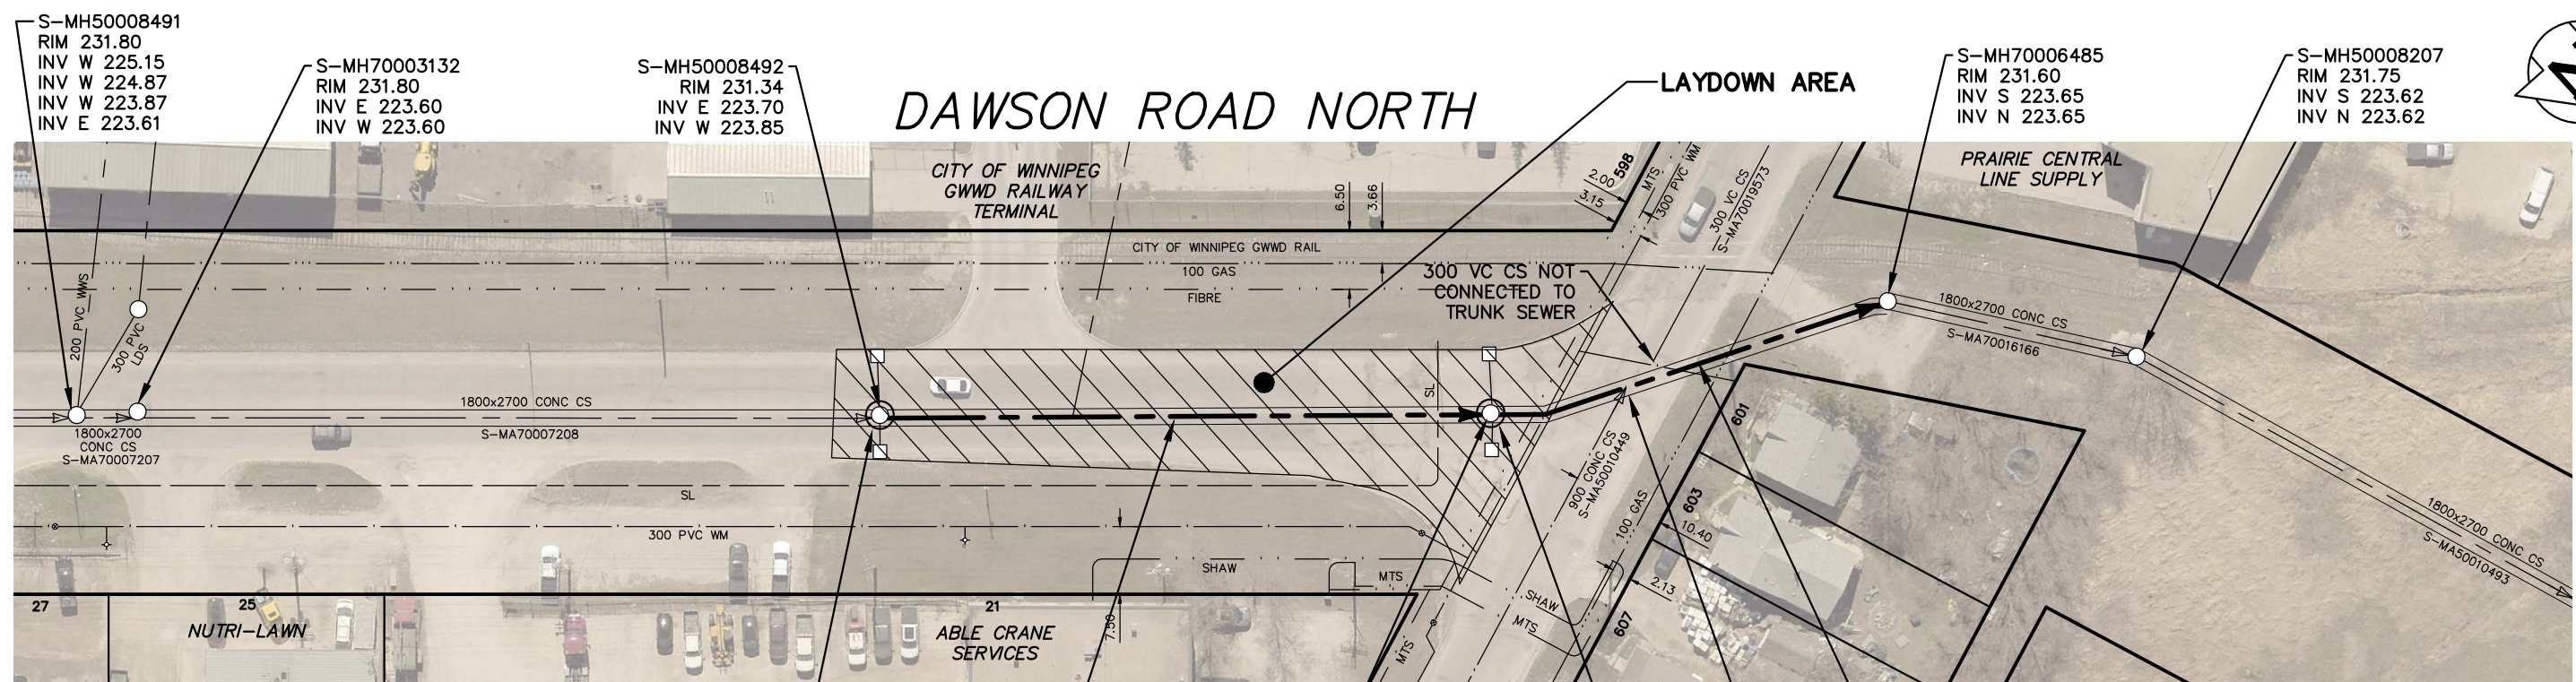 S-MH50008491
RIM 231.80
INV W 225.15
INV W 224.87
INV W 223.87
INV E 223.61
S-MH70003132
RIM 231.80
INV E 223.60
INV W 223.60
S-MH50008492
RIM 231.34
INV E 223.70
INV W 223.85
DAWSON ROAD NORTH
LAYDOWN AREA
S-MH70006485
RIM 231.60
INV S 223.65
INV N 223.65
S-MH50008207
RIM 231.75
INV S 223.62
INV N 223.62
CITY OF WINNIPEG
GWWD RAILWAY
TERMINAL
6.50
3.66
2.00
3.15
598
MTS
300 PVC WM
300 VC CS
S-MA70019573
PRAIRIE CENTRAL
LINE SUPPLY
CITY OF WINNIPEG GWWD RAIL
100 GAS
FIBRE
300 VC CS NOT
CONNECTED TO
TRUNK SEWER
200 PVC WWS
300 PVC
LDS
1800x2700 CONC CS
S-MA70016166
1800x2700
CONC CS
S-MA70007207
1800x2700 CONC CS
S-MA70007208
SL
SL
300 PVC WM
900 CONC CS
S-MA50010449
100 GAS
601
603
10.40
2.13
607
1800x2700 CONC CS
S-MA50010493
SHAW
MTS
SHAW
MTS
MTS
7.50
27
25
NUTRI-LAWN
21
ABLE CRANE
SERVICES